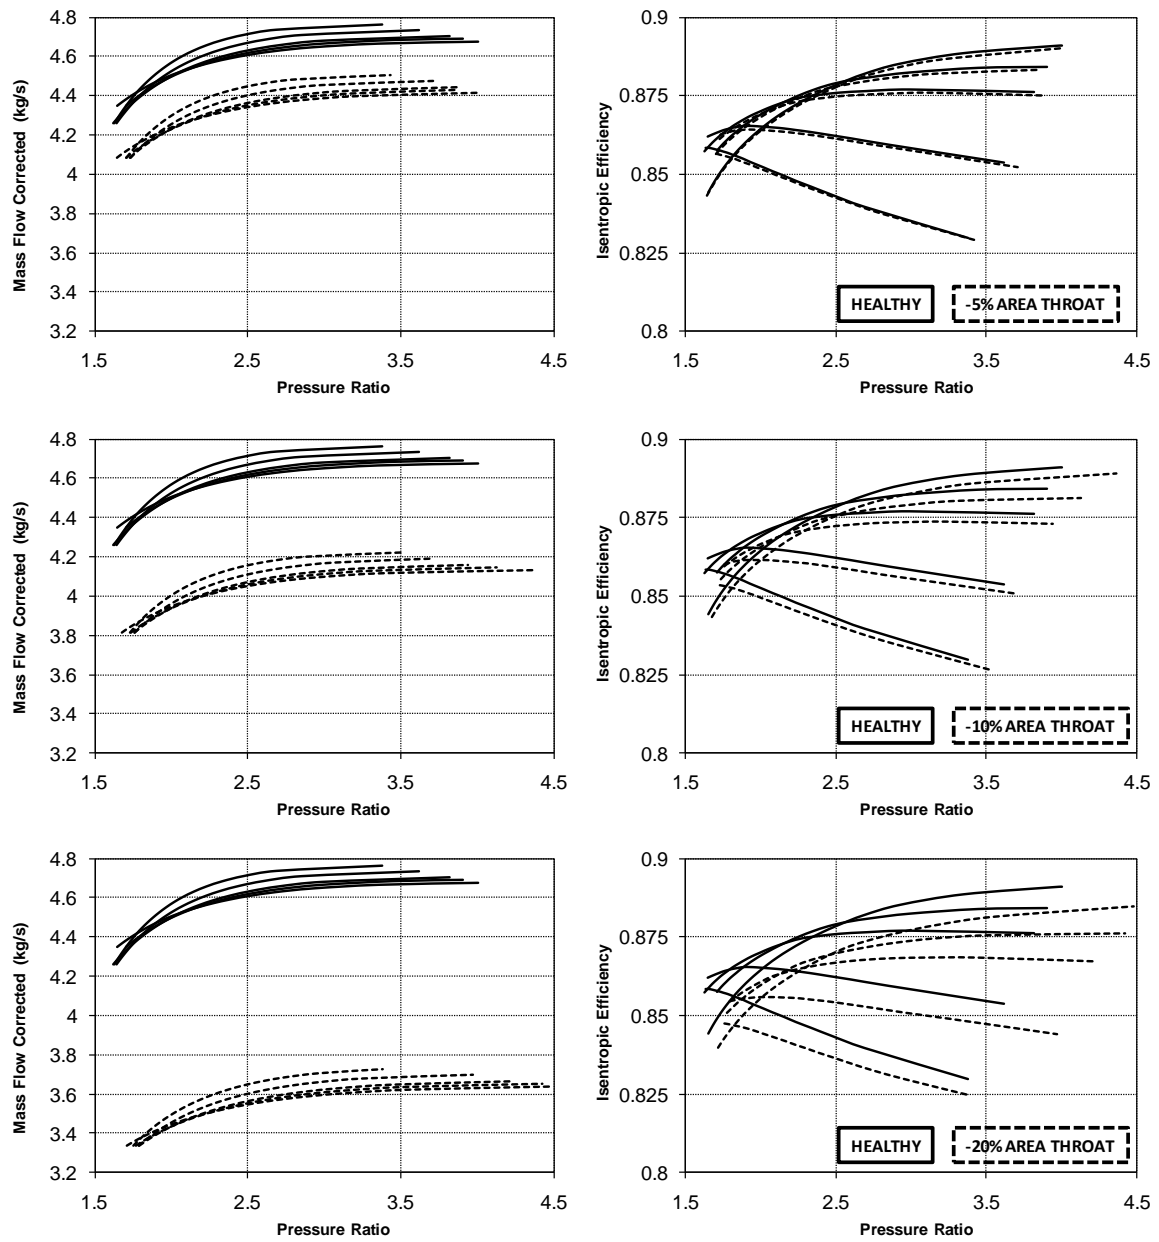 4.8
4.6
4.4
4.2
4
3.8
3.6
3.4
3.2
1.5 2.5 3.5 4.5
Mass Flow Corrected (kg/s)
Pressure Ratio
0.9
0.875
0.85
0.825
0.8
1.5 2.5 3.5 4.5
Isentropic Efficiency
Pressure Ratio
HEALTHY
-5% AREA THROAT
4.8
4.6
4.4
4.2
4
3.8
3.6
3.4
3.2
1.5 2.5 3.5 4.5
Mass Flow Corrected (kg/s)
Pressure Ratio
0.9
0.875
0.85
0.825
0.8
1.5 2.5 3.5 4.5
Isentropic Efficiency
Pressure Ratio
HEALTHY
-10% AREA THROAT
4.8
4.6
4.4
4.2
4
3.8
3.6
3.4
3.2
1.5 2.5 3.5 4.5
Mass Flow Corrected (kg/s)
Pressure Ratio
0.9
0.875
0.85
0.825
0.8
1.5 2.5 3.5 4.5
Isentropic Efficiency
Pressure Ratio
HEALTHY
-20% AREA THROAT